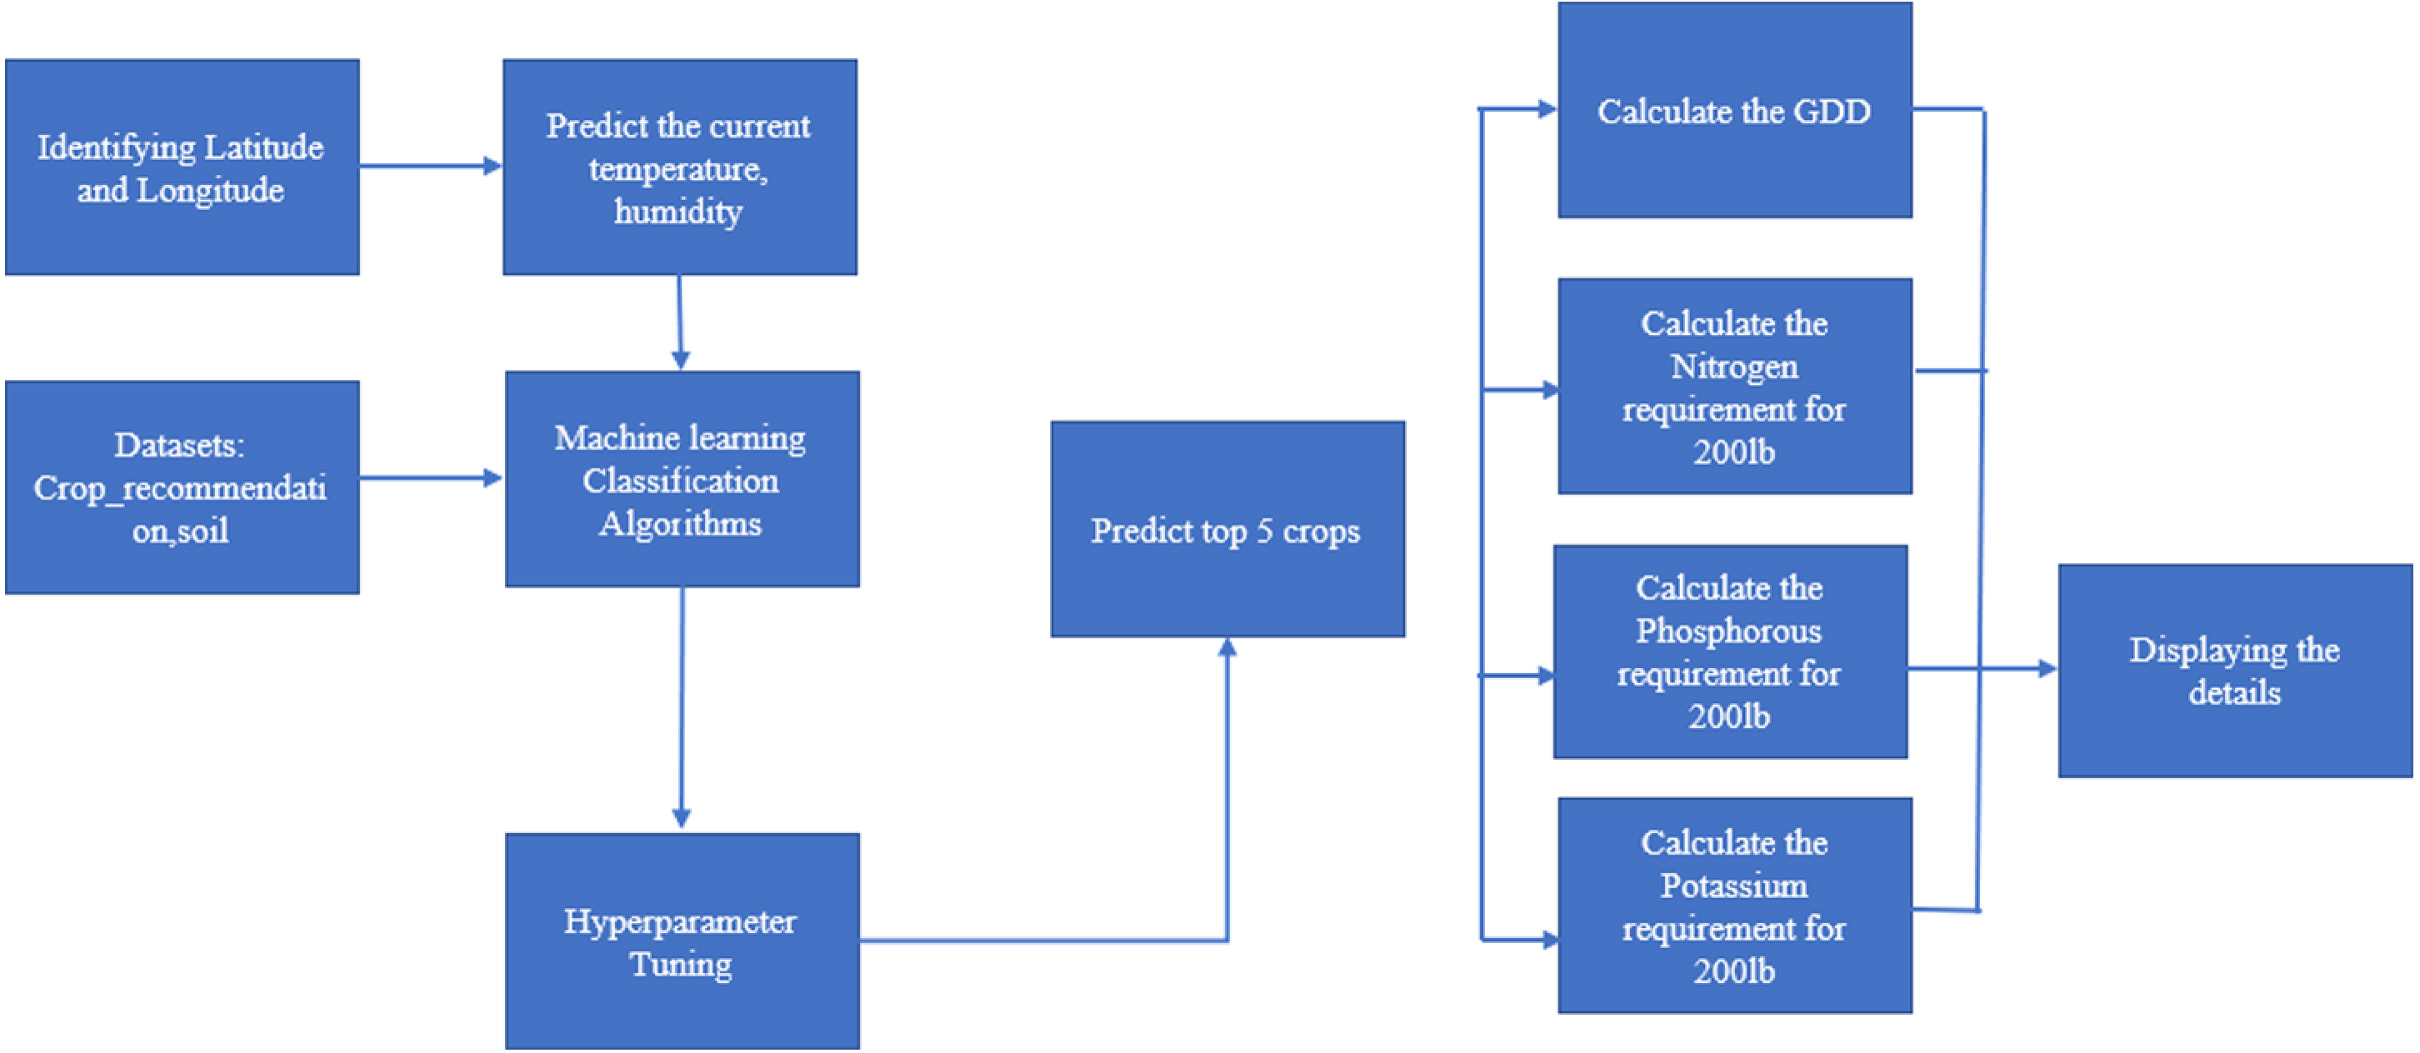 Identifying Latitude
and Longitude
Predict the current
temperature,
humidity
Datasets:
Crop_recommendati
on,soil
Machine learning
Classification
Algorithms
Hyperparameter
Tuning
Predict top 5 crops
Calculate the GDD
Calculate the
Nitrogen
requirement for
200lb
Calculate the
Phosphorous
requirement for
200lb
Calculate the
Potassium
requirement for
200lb
Displaying the
details